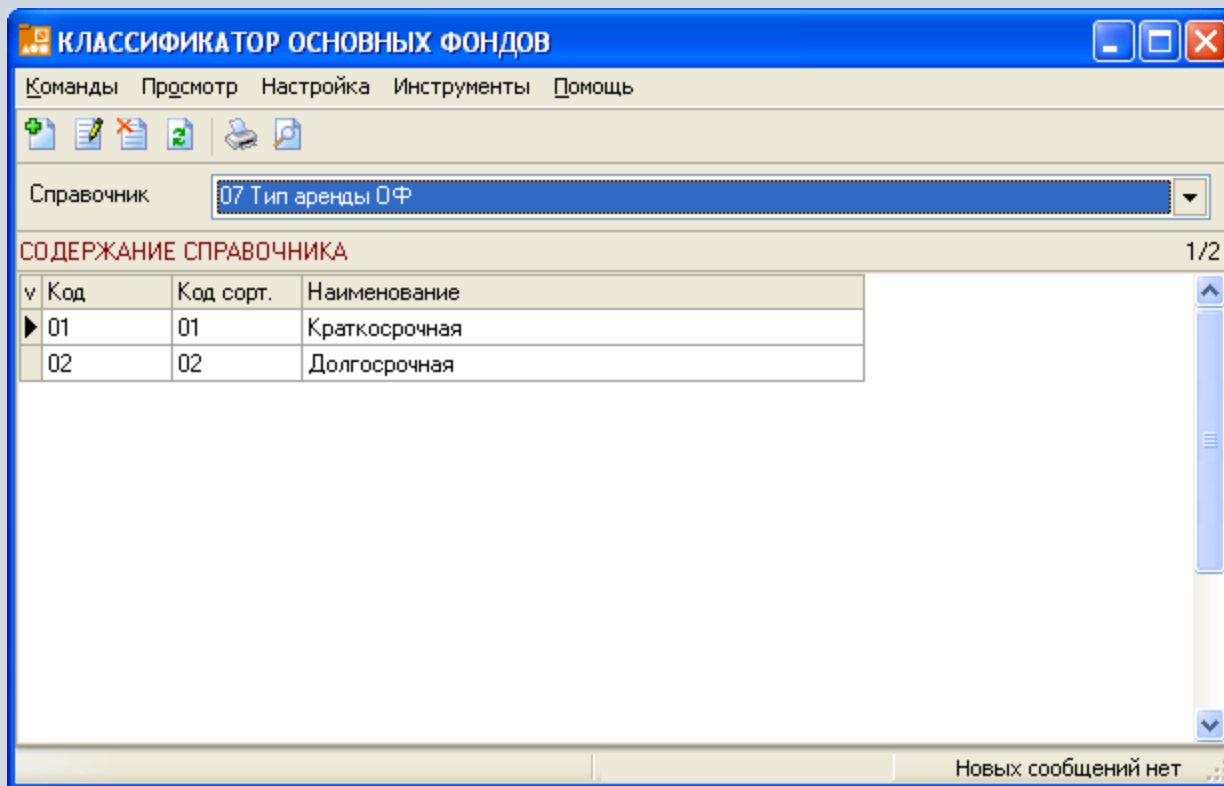 КЛАССИФИКАТОР ОСНОВНЫХ ФОНДОВ
Команды Просмотр Настройка Инструменты Помощь
Справочник 07 Тип аренды ОФ
СОДЕРЖАНИЕ СПРАВОЧНИКА 1/2
v Код Код сорт. Наименование
01 01 Краткосрочная
02 02 Долгосрочная
Новых сообщений нет